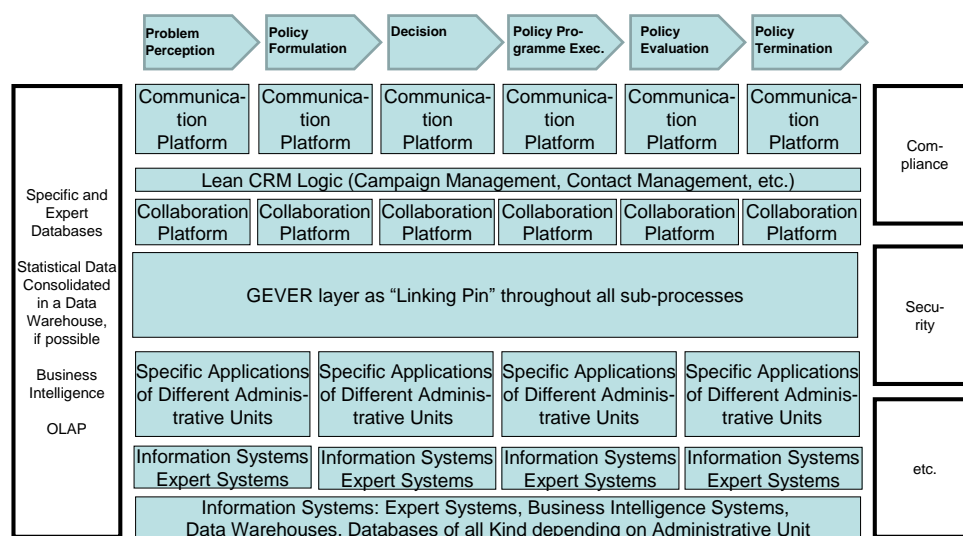 Problem
Perception
Policy
Formulation
Decision
Policy Pro-
gramme Exec.
Policy
Evaluation
Policy
Termination
Specific and
Expert
Databases
Statistical Data
Consolidated
in a Data
Warehouse,
if possible
Business
Intelligence
OLAP
Communica-
tion
Platform
Communica-
tion
Platform
Communica-
tion
Platform
Communica-
tion
Platform
Communica-
tion
Platform
Communica-
tion
Platform
Lean CRM Logic (Campaign Management, Contact Management, etc.)
Collaboration
Platform
Collaboration
Platform
Collaboration
Platform
Collaboration
Platform
Collaboration
Platform
Collaboration
Platform
GEVER layer as “Linking Pin” throughout all sub-processes
Specific Applications
of Different Adminis-
trative Units
Specific Applications
of Different Adminis-
trative Units
Specific Applications
of Different Adminis-
trative Units
Specific Applications
of Different Adminis-
trative Units
Information Systems
Expert Systems
Information Systems
Expert Systems
Information Systems
Expert Systems
Information Systems
Expert Systems
Information Systems: Expert Systems, Business Intelligence Systems,
Data Warehouses, Databases of all Kind depending on Administrative Unit
Com-
pliance
Secu-
rity
etc.